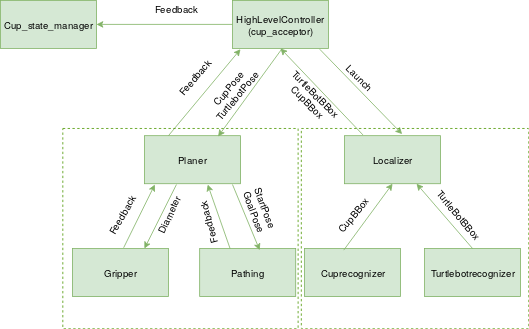 Feedback
Cup_state_manager
HighLevelController
(cup_acceptor)
Feedback
CupPose
TurtlebotPose
TurtleBotBBox
CupBBox
Launch
Planer
Localizer
Feedback
Diameter
Feedback
StartPose
GoalPose
CupBBox
TurtleBotBBox
Gripper
Pathing
Cuprecognizer
Turtlebotrecognizer